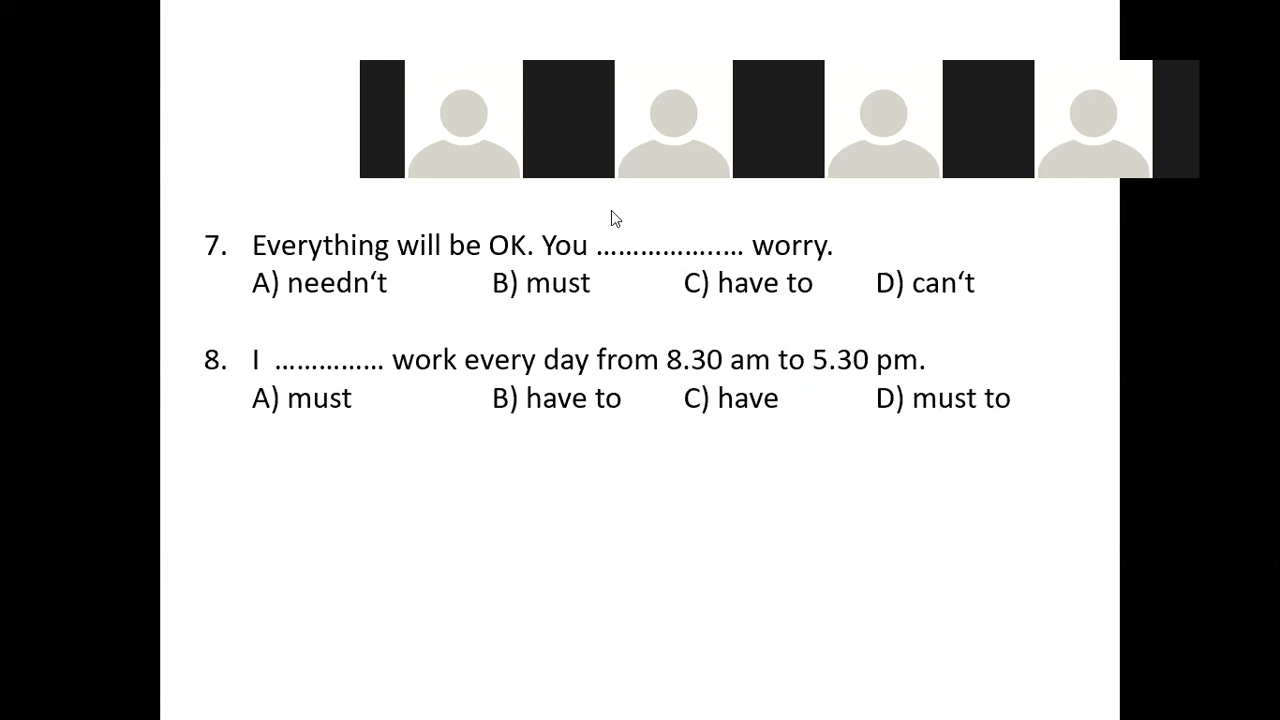 7. Everything will be OK. You ……………..… worry.
A) needn‘t B) must C) have to D) can‘t
8. I …………… work every day from 8.30 am to 5.30 pm.
A) must B) have to C) have D) must to